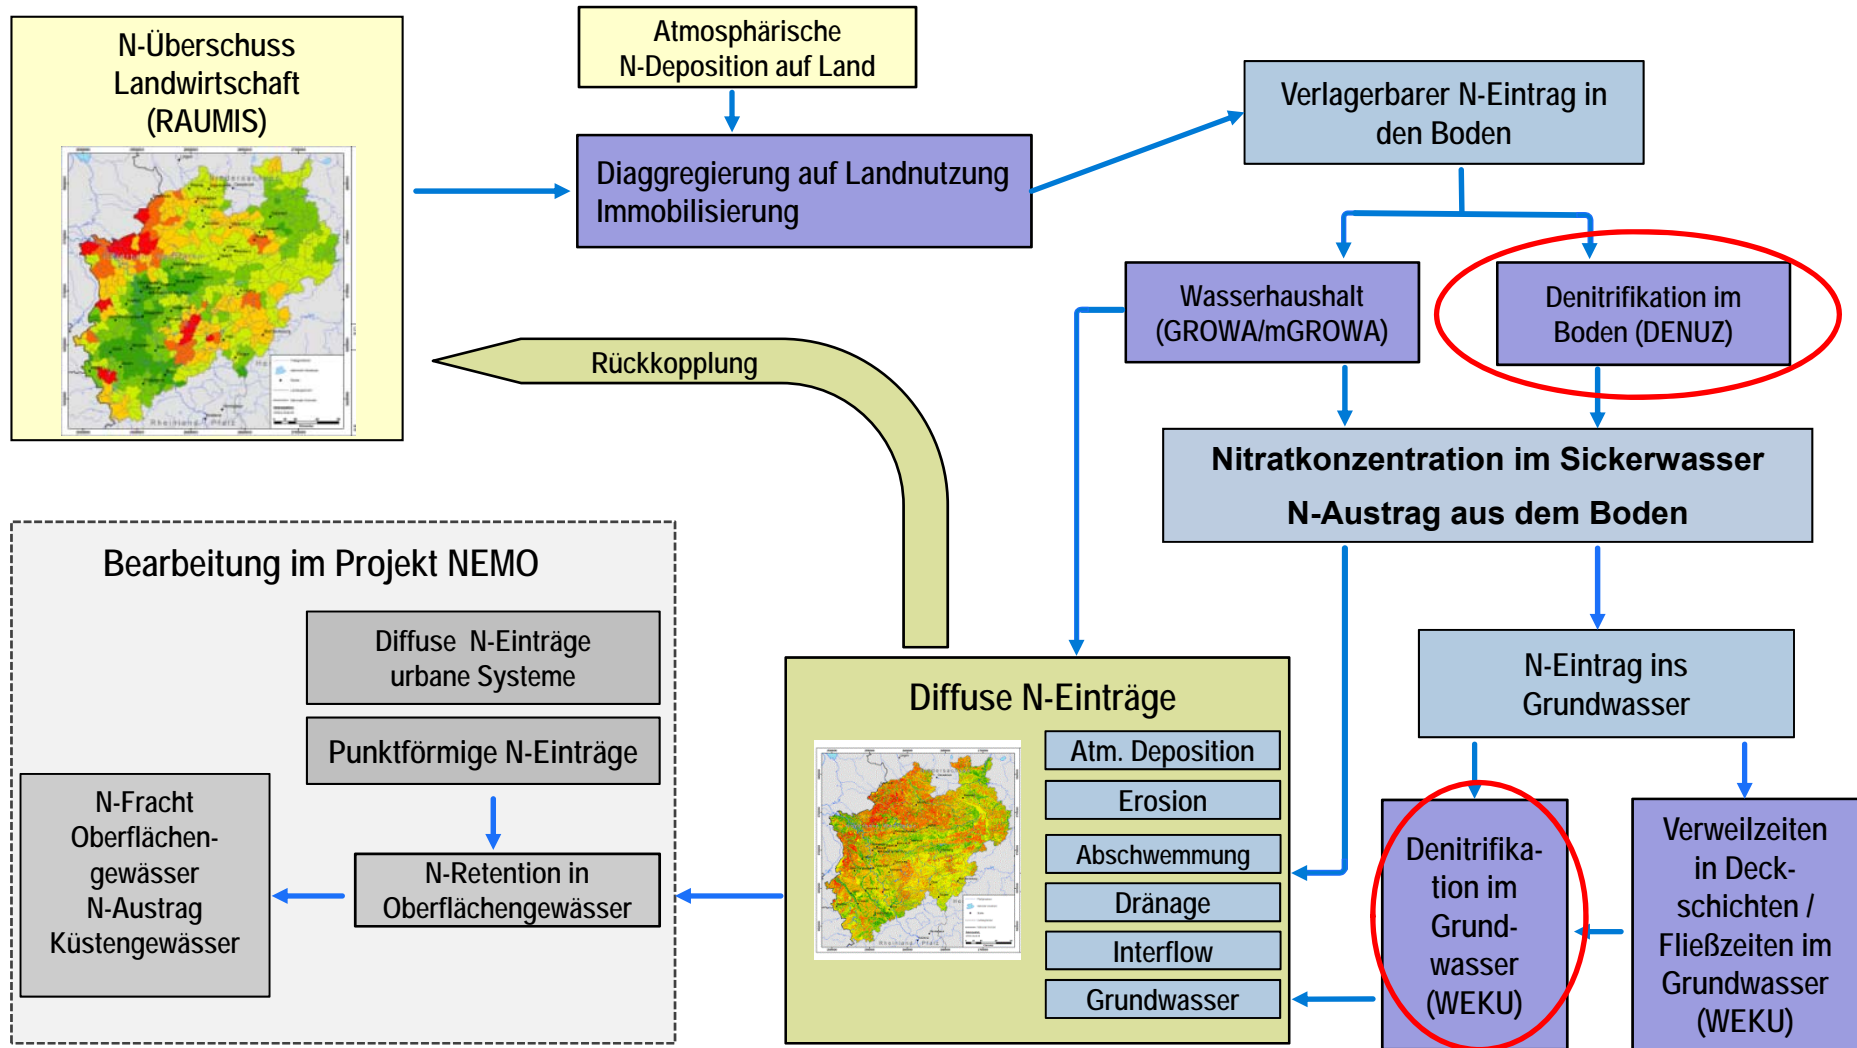 N-Überschuss
Landwirtschaft
(RAUMIS)
Atmosphärische
N-Deposition auf Land
Diaggregierung auf Landnutzung
Immobilisierung
Verlagerbarer N-Eintrag in
den Boden
Wasserhaushalt
(GROWA/mGROWA)
Denitrifikation im
Boden (DENUZ)
Rückkopplung
Nitratkonzentration im Sickerwasser
N-Austrag aus dem Boden
Bearbeitung im Projekt NEMO
Diffuse N-Einträge
urbane Systeme
Punktförmige N-Einträge
N-Fracht
Oberflächen-
gewässer
N-Austrag
Küstengewässer
N-Retention in
Oberflächengewässer
Diffuse N-Einträge
Atm. Deposition
Erosion
Abschwemmung
Dränage
Interflow
Grundwasser
N-Eintrag ins
Grundwasser
Denitrifika-
tion im
Grund-
wasser
(WEKU)
Verweilzeiten
in Deck-
schichten /
Fließzeiten im
Grundwasser
(WEKU)